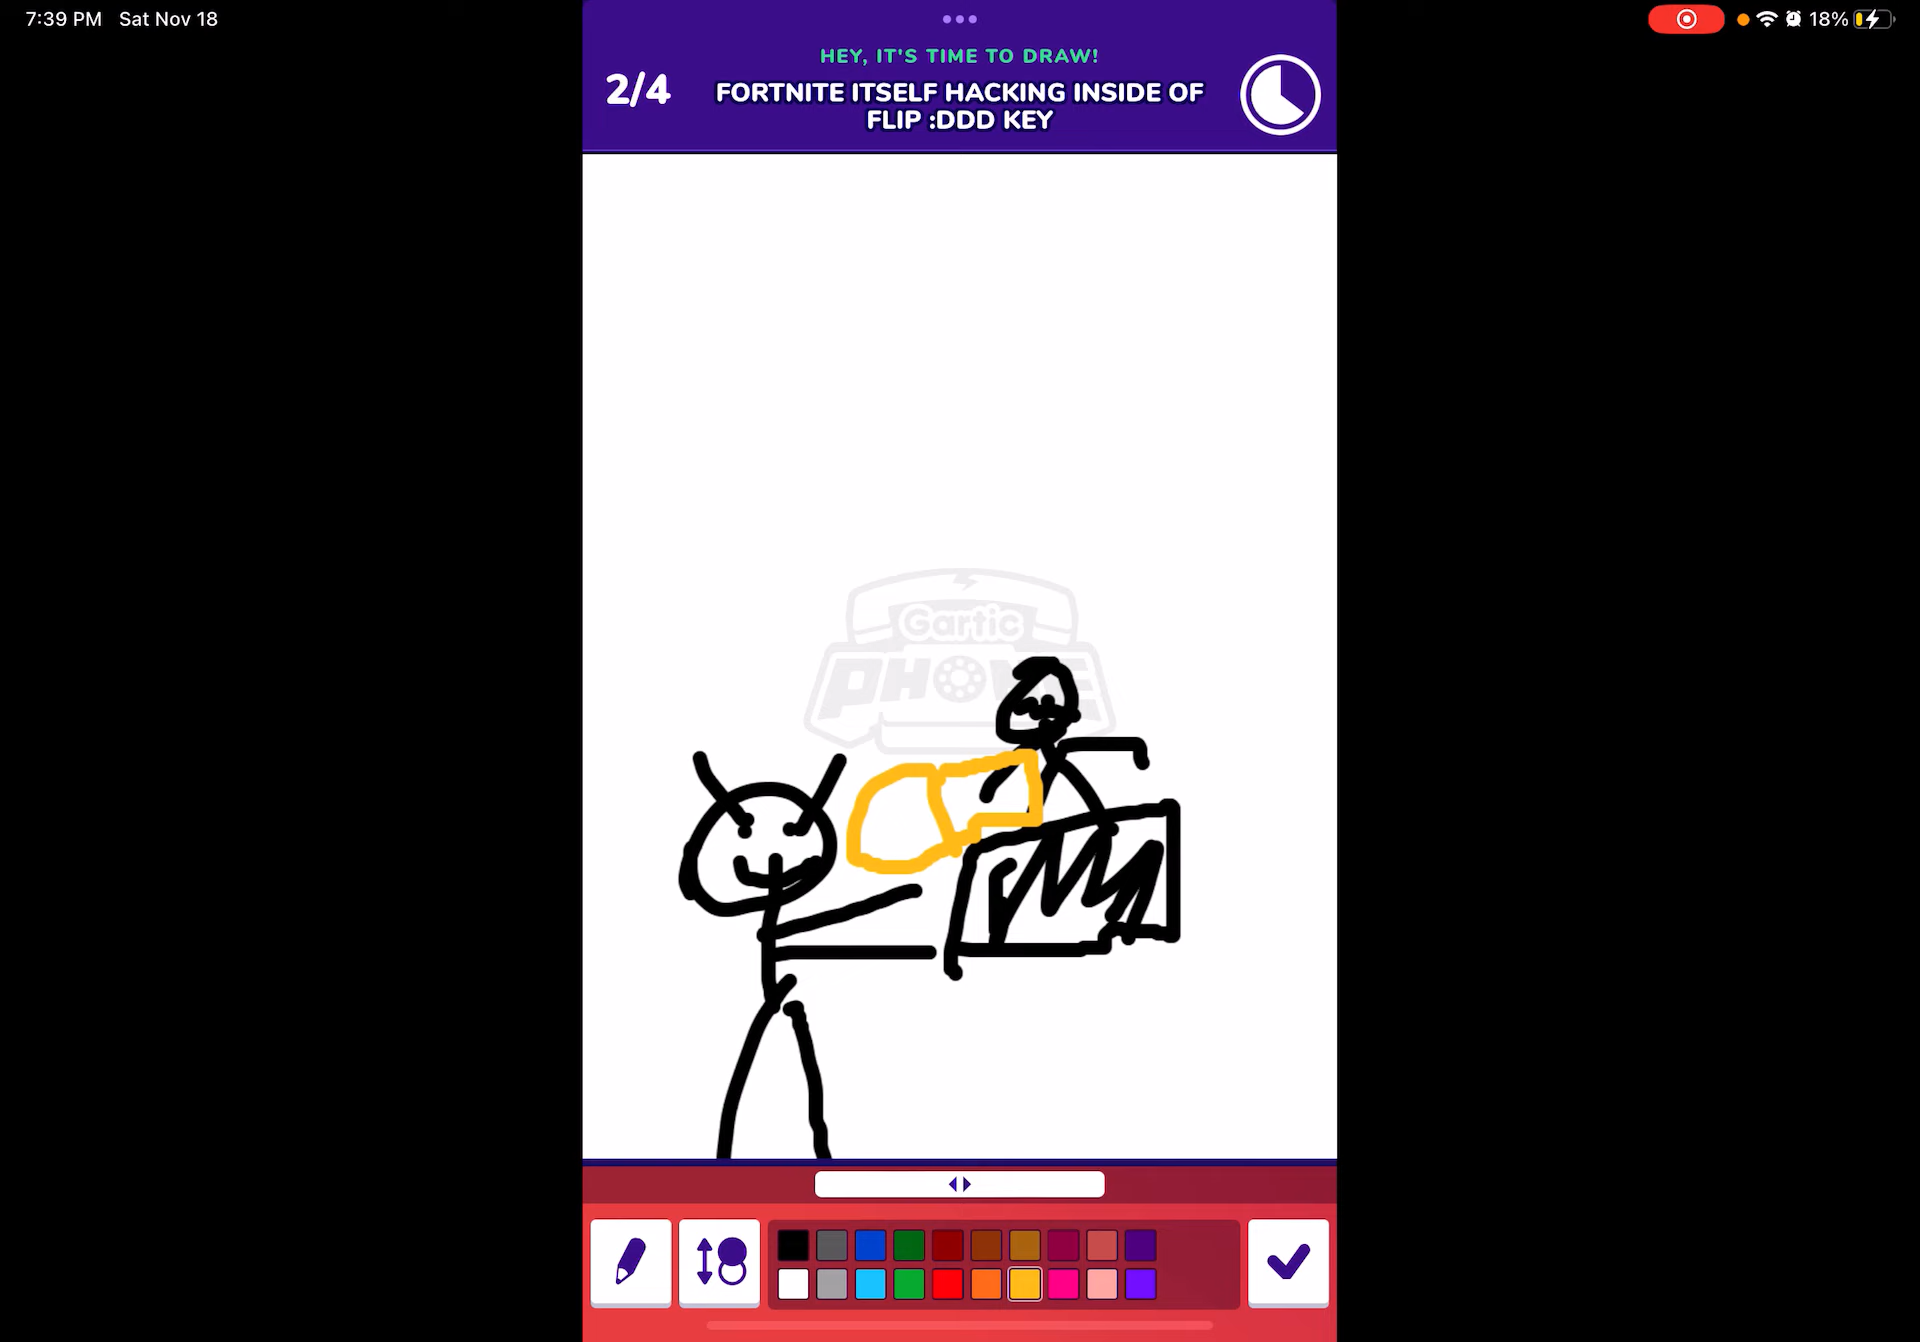 7:39 PM Sat Nov 18
18%
HEY, IT'S TIME TO DRAW!
2/4
FORTNITE ITSELF HACKING INSIDE OF
FLIP :DDD KEY
Gartic
PHONE